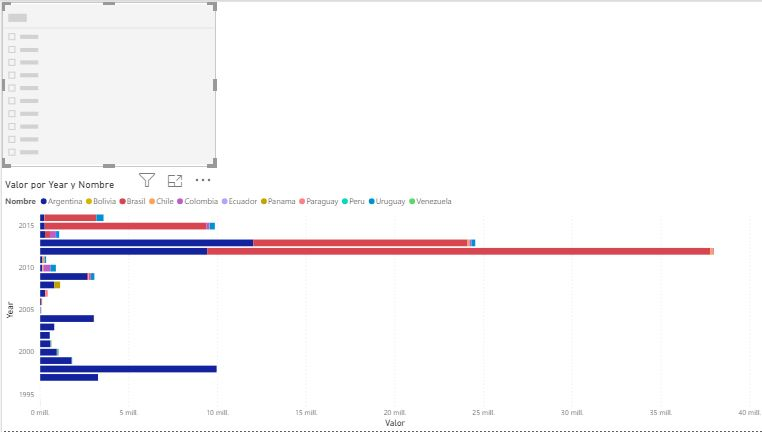 Valor por Year y Nombre
Nombre Argentina Bolivia Brasil Chile Colombia Ecuador Panama Paraguay Peru Uruguay Venezuela
2015
2010
2005
2000
1995
Year
0 mill. 5 mill. 10 mill. 15 mill. 20 mill. 25 mill. 30 mill. 35 mill. 40 mill.
Valor